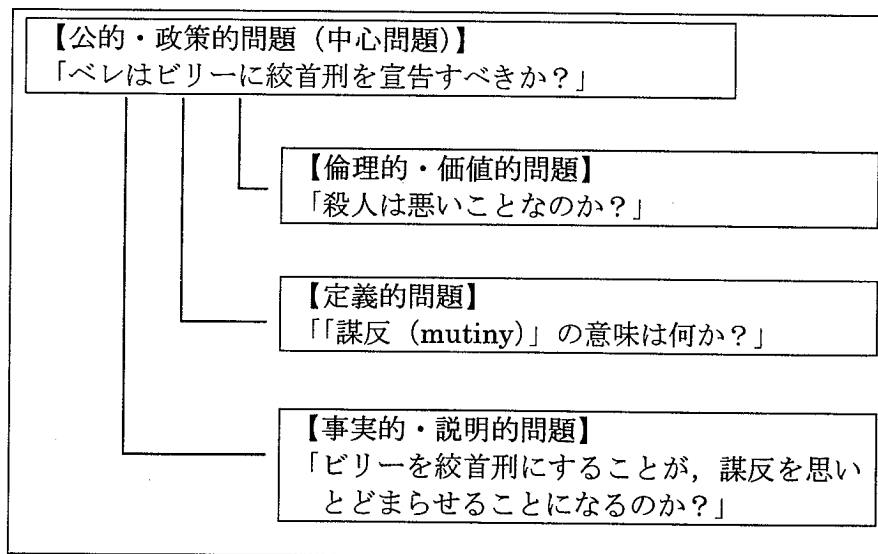 【公的・政策的問題（中心問題）】
「ベレはビリーに絞首刑を宣告すべきか？」
【倫理的・価値的問題】
「殺人は悪いことなのか？」
【定義的問題】
「「謀反（mutiny）」の意味は何か？」
【事実的・説明的問題】
「ビリーを絞首刑にすることが，謀反を思い
とどまらせることになるのか？」